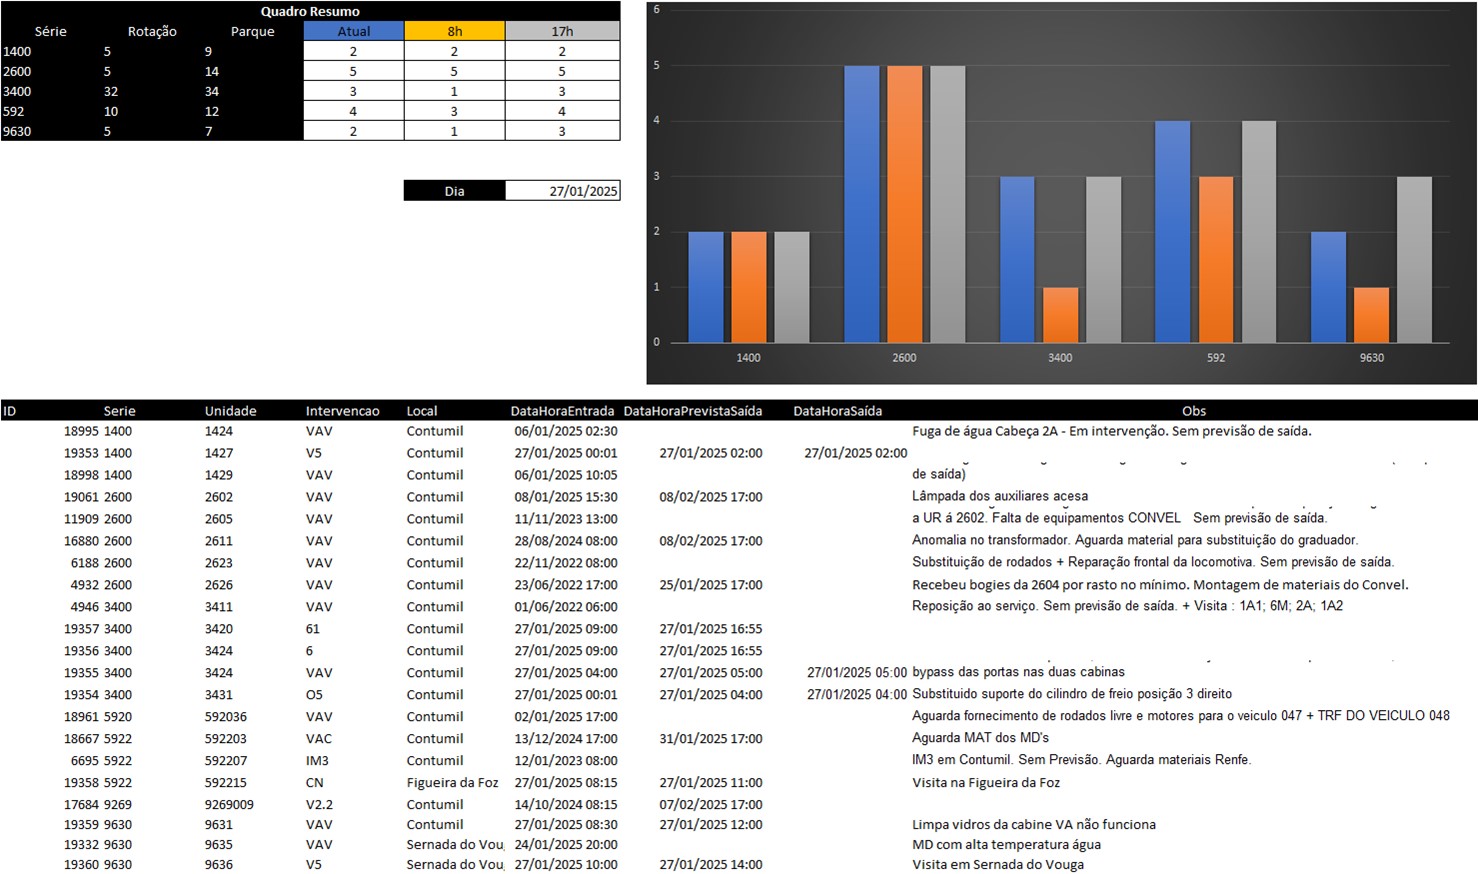 Quadro Resumo
Série Rotação Parque Atual 8h 17h
1400 5 9 2 2 2
2600 5 14 5 5 5
3400 32 34 3 1 3
592 10 12 4 3 4
9630 5 7 2 1 3
Dia 27/01/2025
6
5
4
3
2
1
0
1400 2600 3400 592 9630
ID Serie Unidade Intervencao Local DataHoraEntrada DataHoraPrevistaSaída DataHoraSaída Obs
18995 1400 1424 VAV Contumil 06/01/2025 02:30 Fuga de água Cabeça 2A - Em intervenção. Sem previsão de saída.
19353 1400 1427 V5 Contumil 27/01/2025 00:01 27/01/2025 02:00 27/01/2025 02:00
18998 1400 1429 VAV Contumil 06/01/2025 10:05 de saída)
19061 2600 2602 VAV Contumil 08/01/2025 15:30 08/02/2025 17:00 Lâmpada dos auxiliares acesa
11909 2600 2605 VAV Contumil 11/11/2023 13:00 a UR á 2602. Falta de equipamentos CONVEL Sem previsão de saída.
16880 2600 2611 VAV Contumil 28/08/2024 08:00 08/02/2025 17:00 Anomalia no transformador. Aguarda material para substituição do graduador.
6188 2600 2623 VAV Contumil 22/11/2022 08:00 Substituição de rodados + Reparação frontal da locomotiva. Sem previsão de saída.
4932 2600 2626 VAV Contumil 23/06/2022 17:00 25/01/2025 17:00 Recebeu bogies da 2604 por rasto no mínimo. Montagem de materiais do Convel.
4946 3400 3411 VAV Contumil 01/06/2022 06:00 Reposição ao serviço. Sem previsão de saída. + Visita : 1A1; 6M; 2A; 1A2
19357 3400 3420 61 Contumil 27/01/2025 09:00 27/01/2025 16:55
19356 3400 3424 6 Contumil 27/01/2025 09:00 27/01/2025 16:55
19355 3400 3424 VAV Contumil 27/01/2025 04:00 27/01/2025 05:00 27/01/2025 05:00 bypass das portas nas duas cabinas
19354 3400 3431 O5 Contumil 27/01/2025 00:01 27/01/2025 04:00 27/01/2025 04:00 Substituido suporte do cilindro de freio posição 3 direito
18961 5920 592036 VAV Contumil 02/01/2025 17:00 Aguarda fornecimento de rodados livre e motores para o veiculo 047 + TRF DO VEICULO 048
18667 5922 592203 VAC Contumil 13/12/2024 17:00 31/01/2025 17:00 Aguarda MAT dos MD's
6695 5922 592207 IM3 Contumil 12/01/2023 08:00 IM3 em Contumil. Sem Previsão. Aguarda materiais Renfe.
19358 5922 592215 CN Figueira da Foz 27/01/2025 08:15 27/01/2025 11:00 Visita na Figueira da Foz
17684 9269 9269009 V2.2 Contumil 14/10/2024 08:15 07/02/2025 17:00
19359 9630 9631 VAV Contumil 27/01/2025 08:30 27/01/2025 12:00 Limpa vidros da cabine VA não funciona
19332 9630 9635 VAV Sernada do Vou 24/01/2025 20:00 MD com alta temperatura água
19360 9630 9636 V5 Sernada do Vou 27/01/2025 10:00 27/01/2025 14:00 Visita em Sernada do Vouga